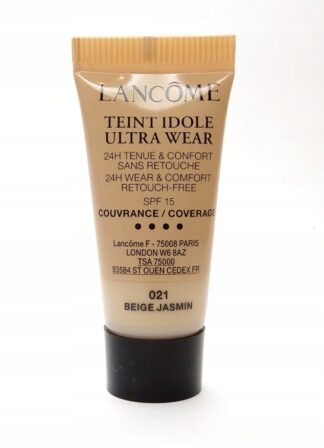 LANCÔME
TEINT IDOLE
ULTRA WEAR
24H TENUE & CONFORT
SANS RETOUCHE
24H WEAR & COMFORT
RETOUCH-FREE
SPF 15
COUVRANCE / COVERAGE
Lancôme F - 75008 PARIS
LONDON W6 8AZ
TSA 75000
93584 ST OUEN CEDEX.FR
021
BEIGE JASMIN